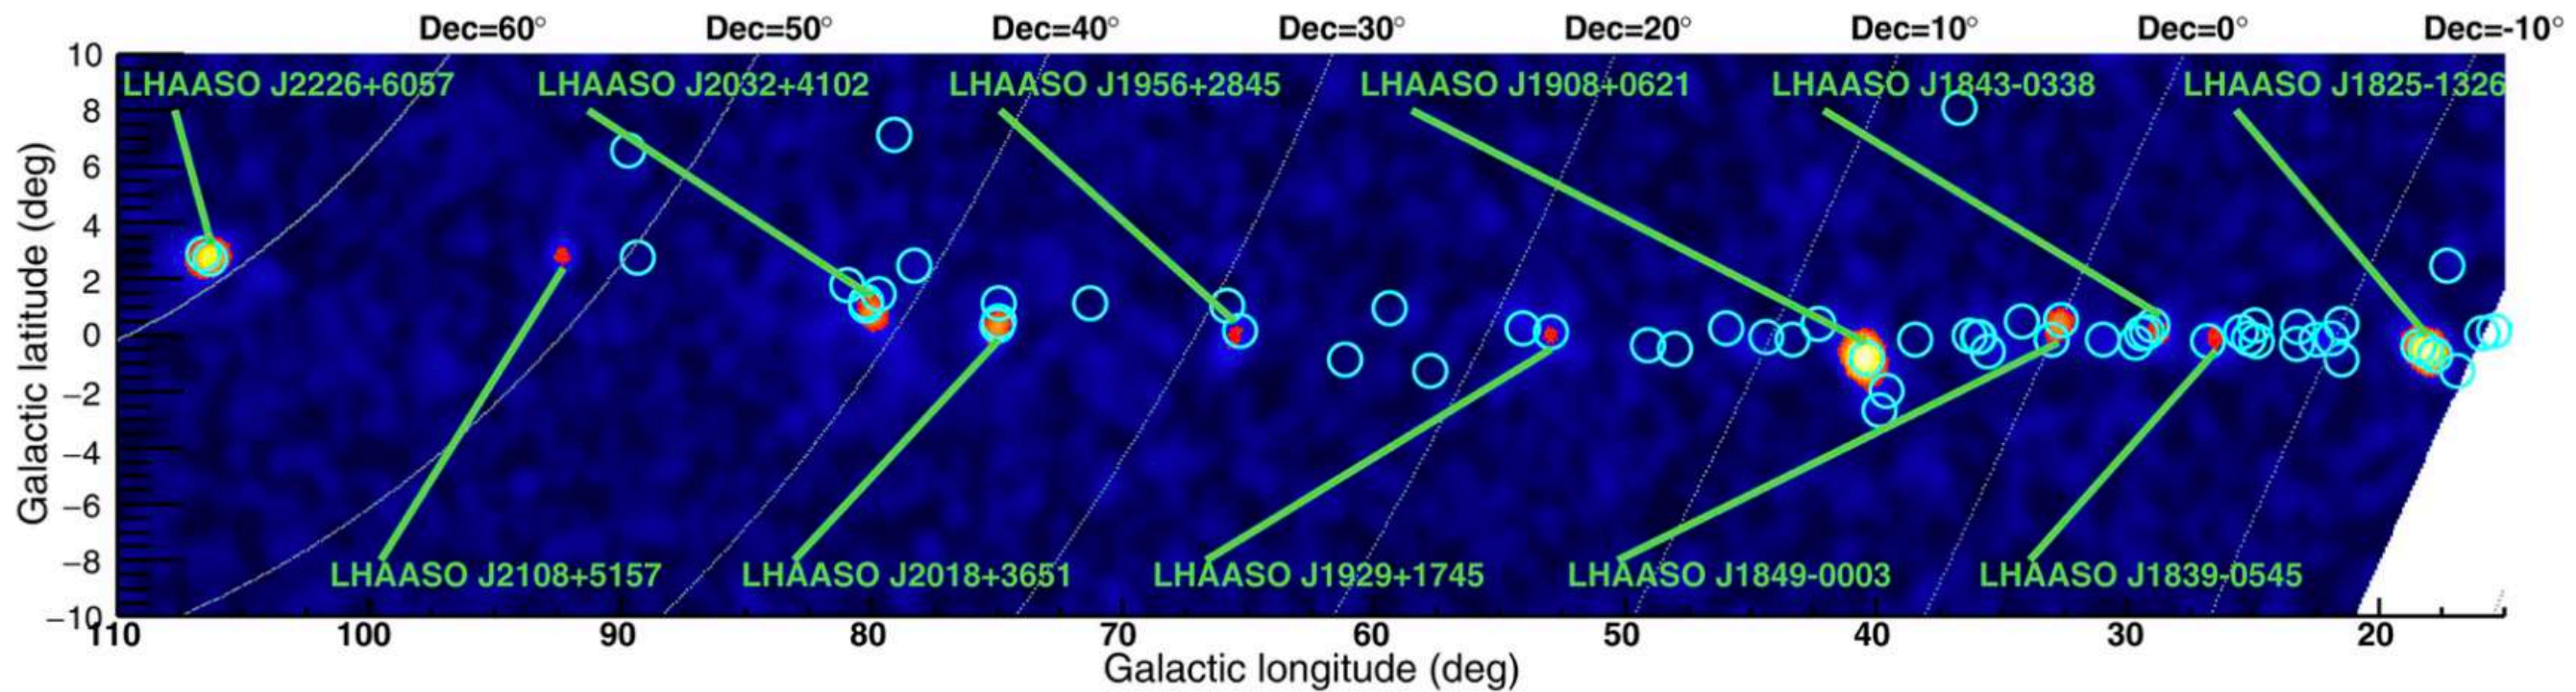 Dec=60° Dec=50° Dec=40° Dec=30° Dec=20° Dec=10° Dec=0° Dec=-10°
10
LHAASO J2226+6057 LHAASO J2032+4102 LHAASO J1956+2845 LHAASO J1908+0621 LHAASO J1843-0338 LHAASO J1825-1326
8
6
4
2
0
−2
−4
−6
−8
−10
Galactic latitude (deg)
LHAASO J2108+5157 LHAASO J2018+3651 LHAASO J1929+1745 LHAASO J1849-0003 LHAASO J1839-0545
110 100 90 80 70 60 50 40 30 20
Galactic longitude (deg)